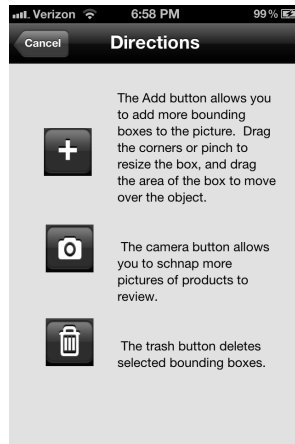 Verizon 6:58 PM 99%
Cancel Directions
The Add button allows you
to add more bounding
boxes to the picture. Drag
the corners or pinch to
resize the box, and drag
the area of the box to move
over the object.
The camera button allows
you to schnap more
pictures of products to
review.
The trash button deletes
selected bounding boxes.